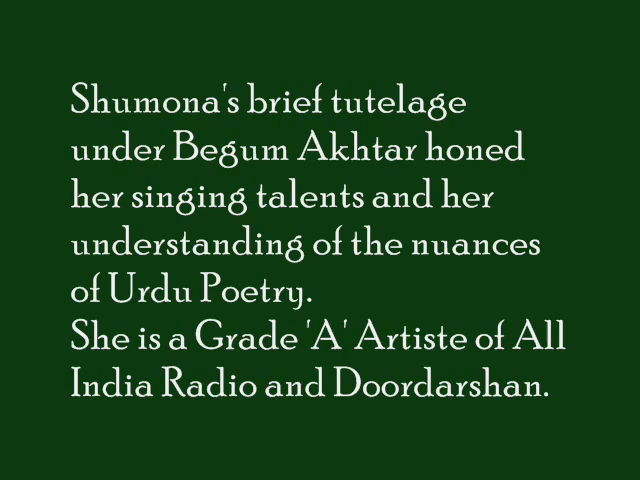 Shumona's brief tutelage
under Begum Akhtar honed
her singing talents and her
understanding of the nuances
of Urdu Poetry.
She is a Grade 'A' Artiste of All
India Radio and Doordarshan.